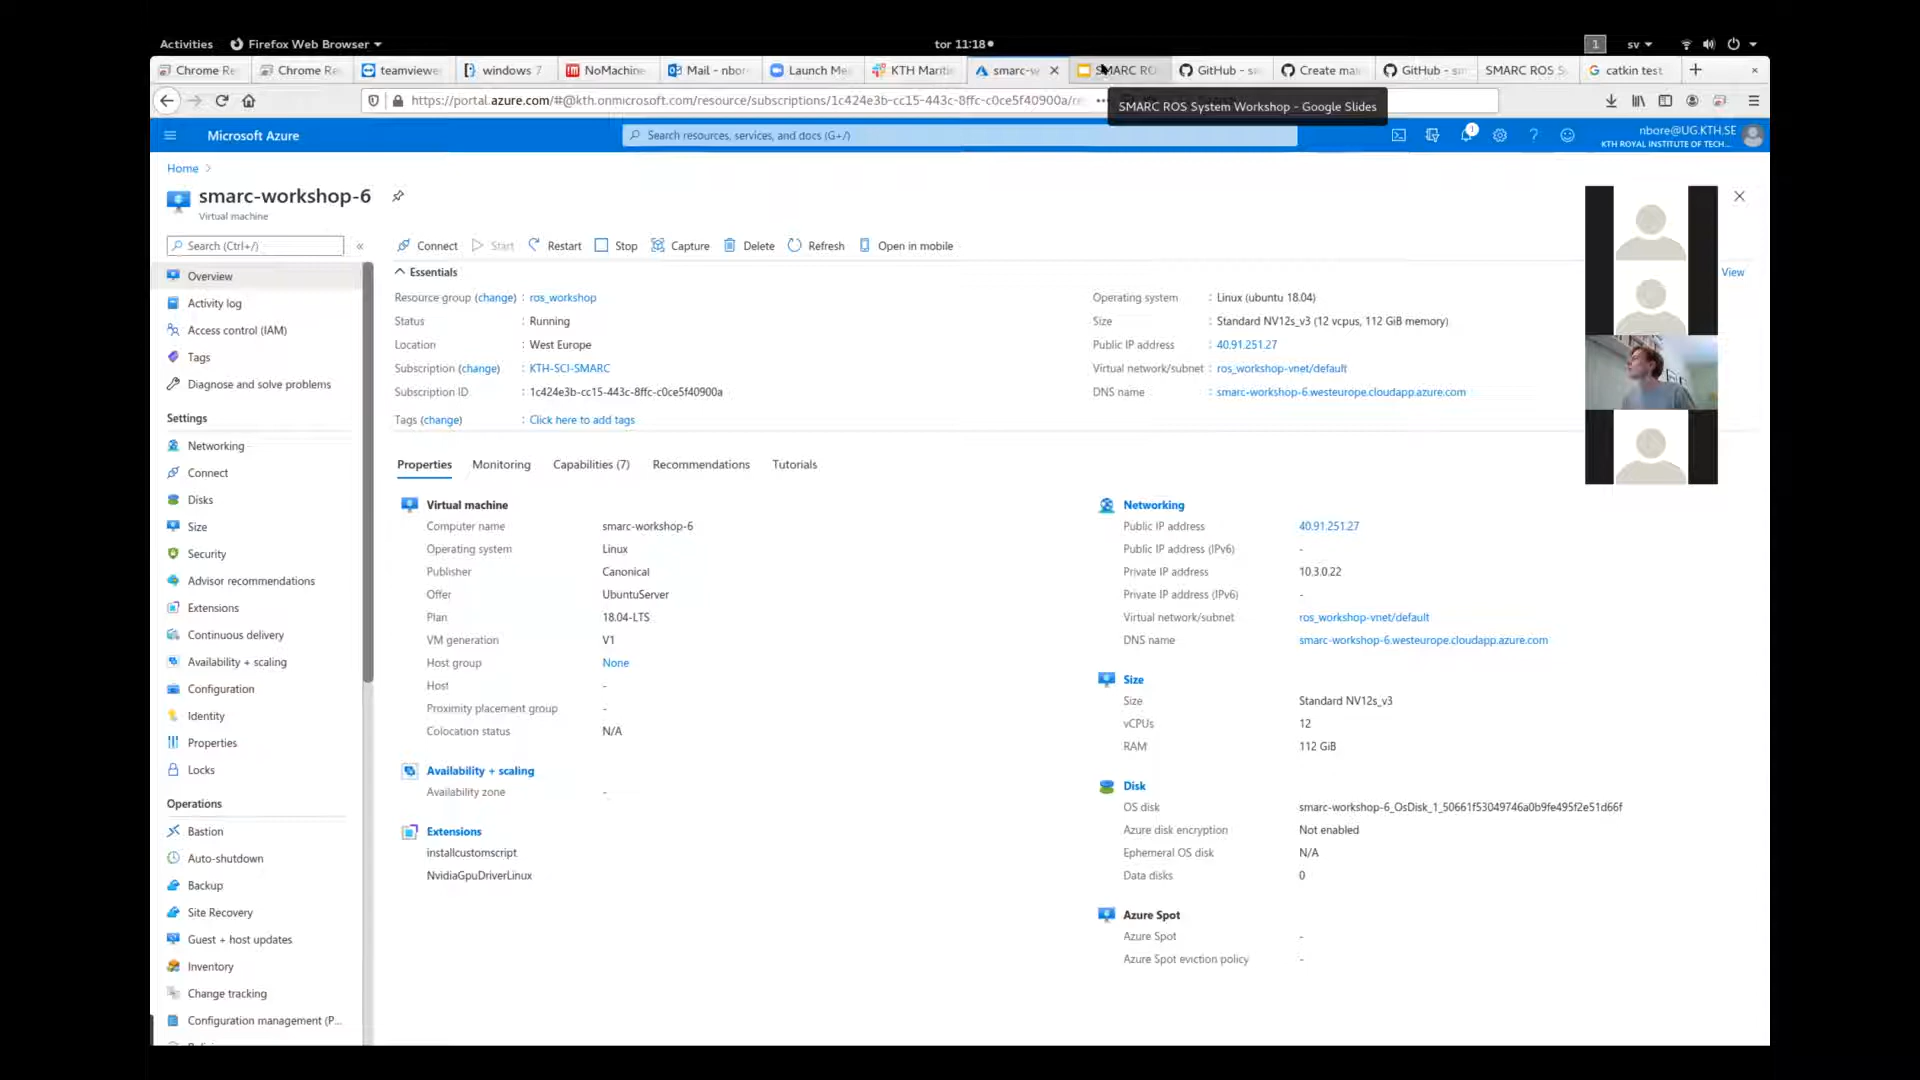 Activities Firefox Web Browser tor 11:18 1 sv
Chrome Re Chrome Re teamviewe windows 7 NoMachine Mail - nbor Launch Me KTH Mariti smarc-w SMARC RO GitHub - s Create mai GitHub - sm SMARC ROS S catkin test
https://portal.azure.com/#@kth.onmicrosoft.com/resource/subscriptions/1c424e3b-cc15-443c-8ffc-c0ce5f40900a/re
SMARC ROS System Workshop - Google Slides
Microsoft Azure
Search resources, services, and docs (G+/)
1
nbore@UG.KTH.SE
KTH ROYAL INSTITUTE OF TECH...
Home
smarc-workshop-6
Virtual machine
Search (Ctrl+/)
«
Connect Start Restart Stop Capture Delete Refresh Open in mobile
Essentials
View
Resource group (change) : ros_workshop
Status : Running
Location : West Europe
Subscription (change) : KTH-SCI-SMARC
Subscription ID : 1c424e3b-cc15-443c-8ffc-c0ce5f40900a
Tags (change) : Click here to add tags
Operating system : Linux (ubuntu 18.04)
Size : Standard NV12s_v3 (12 vcpus, 112 GiB memory)
Public IP address : 40.91.251.27
Virtual network/subnet : ros_workshop-vnet/default
DNS name : smarc-workshop-6.westeurope.cloudapp.azure.com
Overview
Activity log
Access control (IAM)
Tags
Diagnose and solve problems
Settings
Networking
Connect
Disks
Size
Security
Advisor recommendations
Extensions
Continuous delivery
Availability + scaling
Configuration
Identity
Properties
Locks
Operations
Bastion
Auto-shutdown
Backup
Site Recovery
Guest + host updates
Inventory
Change tracking
Configuration management (P...
Properties Monitoring Capabilities (7) Recommendations Tutorials
Virtual machine
Computer name smarc-workshop-6
Operating system Linux
Publisher Canonical
Offer UbuntuServer
Plan 18.04-LTS
VM generation V1
Host group None
Host -
Proximity placement group -
Colocation status N/A
Availability + scaling
Availability zone -
Extensions
installcustomscript
NvidiaGpuDriverLinux
Networking
Public IP address 40.91.251.27
Public IP address (IPv6) -
Private IP address 10.3.0.22
Private IP address (IPv6) -
Virtual network/subnet ros_workshop-vnet/default
DNS name smarc-workshop-6.westeurope.cloudapp.azure.com
Size
Size Standard NV12s_v3
vCPUs 12
RAM 112 GiB
Disk
OS disk smarc-workshop-6_OsDisk_1_50661f53049746a0b9fe495f2e51d66f
Azure disk encryption Not enabled
Ephemeral OS disk N/A
Data disks 0
Azure Spot
Azure Spot -
Azure Spot eviction policy -